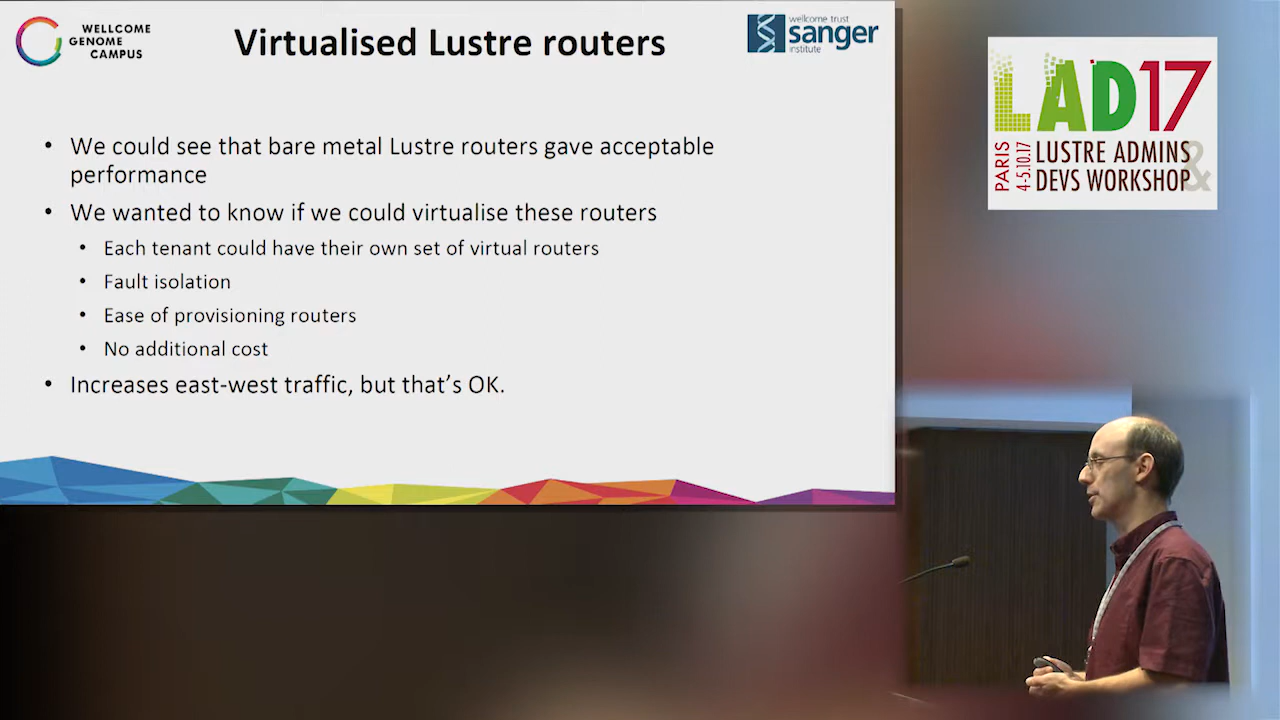 WELLCOME
GENOME
CAMPUS
Virtualised Lustre routers
wellcome trust
sanger
institute
• We could see that bare metal Lustre routers gave acceptable
performance
• We wanted to know if we could virtualise these routers
• Each tenant could have their own set of virtual routers
• Fault isolation
• Ease of provisioning routers
• No additional cost
• Increases east-west traffic, but that's OK.
LAD17
PARIS
4-5.10.17
LUSTRE ADMINS
&
DEVS WORKSHOP